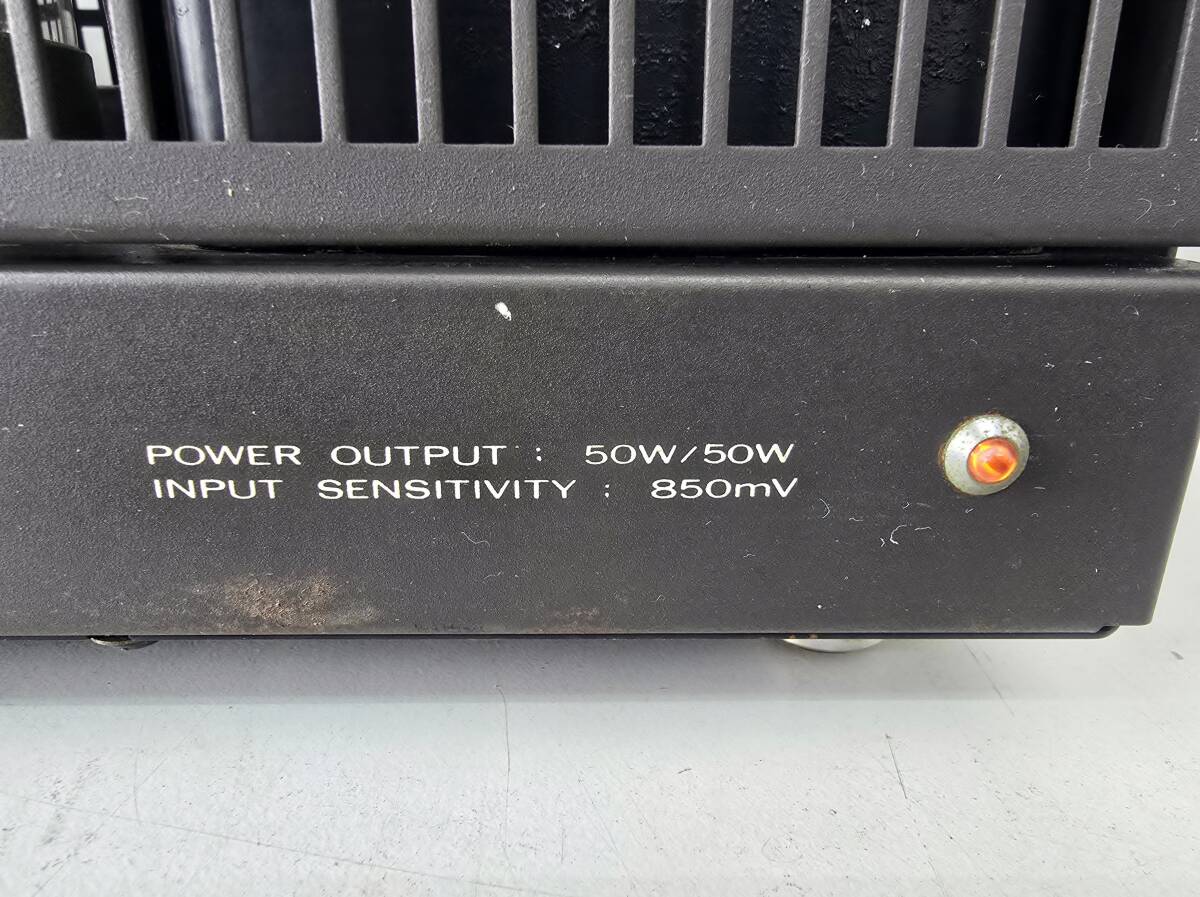 POWER OUTPUT : 50W/50W
INPUT SENSITIVITY : 850mV